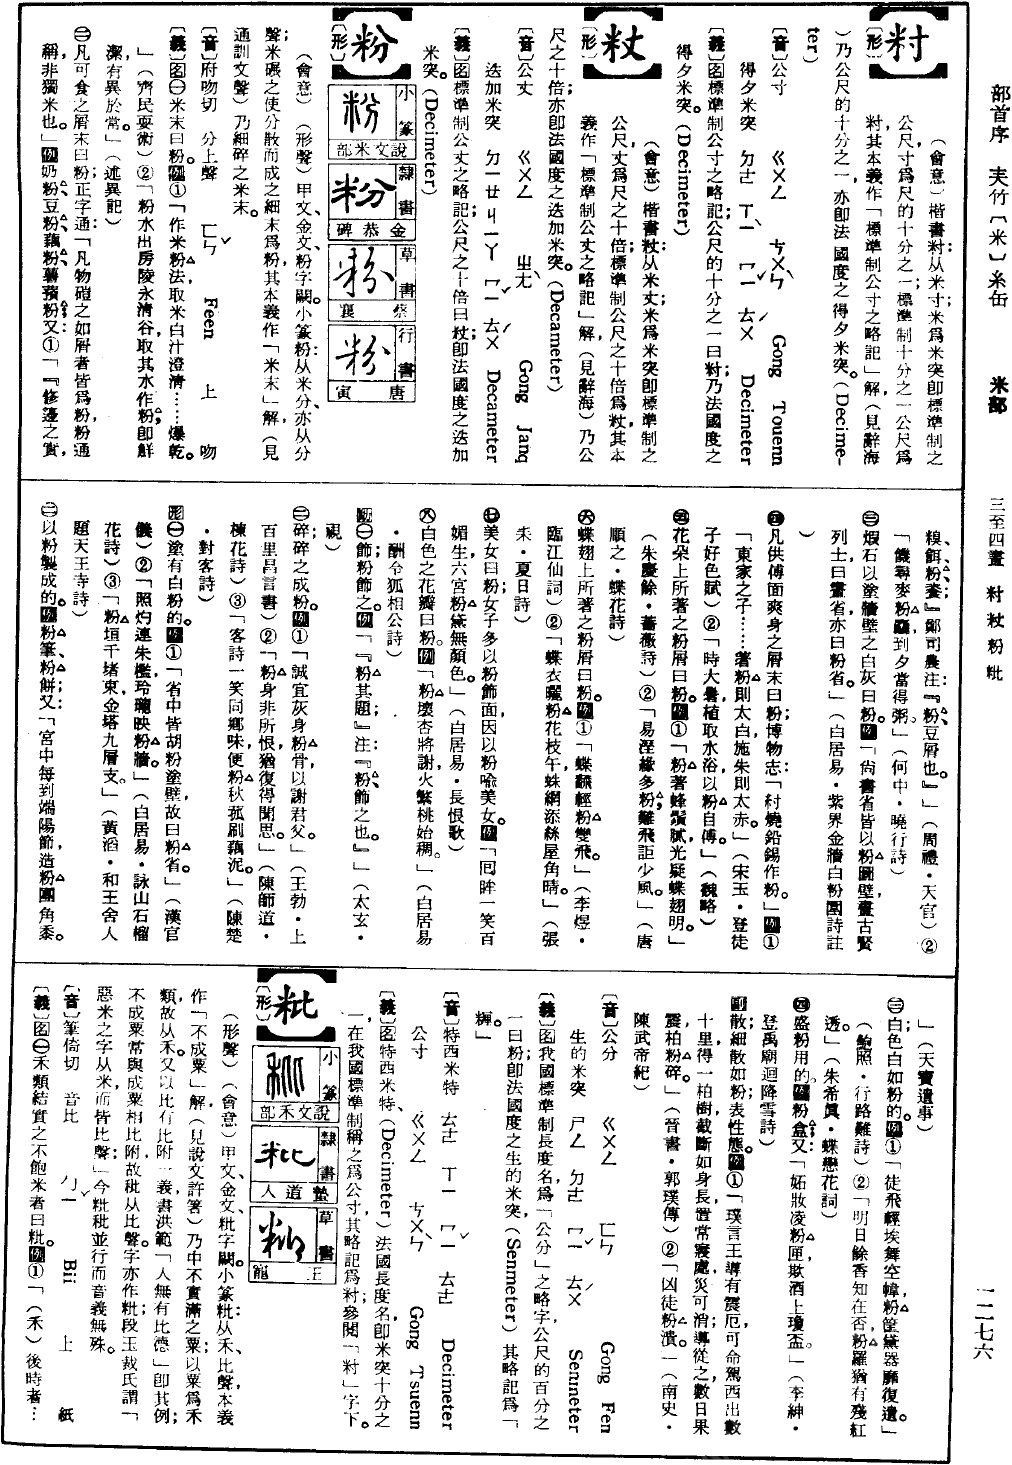 部首序　耒竹〔米〕糸缶　　米部　　三至四畫　籿粀粉粃　　一二七六
籿
〔形〕
（會意）楷書籿从米寸米爲米突卽標準制之
公尺寸爲尺的十分之一標準制十分之一公尺爲
籿其本義作「標準制公寸之略記」解（見辭海
）乃公尺的十分之一亦卽法國度之得夕米突。(Decime-
ter)
〔音〕公寸　ㄍㄨㄥ　ㄘㄨㄣˋ　Gong　Tsuenn
得夕米突　ㄉㄜ　ㄒㄧˋ　ㄇㄧˇ　ㄊㄨˊ　Decimeter
〔義〕名標準制公寸之略記公尺的十分之一曰籿乃法國度之
得夕米突。(Decimeter)
粀
〔形〕
（會意）楷書粀从米丈米爲米突卽標準制之
公尺丈爲尺之十倍標準制公尺之十倍爲粀其本
義作「標準制公丈之略記」解（見辭海）乃公
尺之十倍亦卽法國度之迭加米突。(Decameter)
〔音〕公丈　ㄍㄨㄥ　ㄓㄤˋ　Gong　Janq
迭加米突　ㄉㄧㄝ　ㄐㄧㄚ　ㄇㄧˇ　ㄊㄨˊ　Decameter
〔義〕名標準制公丈之略記公尺之十倍曰粀卽法國度之迭加
米突。(Decimeter)
粉
〔形〕
小篆　說文米部
隸書　金恭碑
草書　蔡襄
行書　唐寅
（會意）（形聲）甲文、金文粉字闕。小篆粉：从米分、亦从分
聲米碾之使分散而成之細末爲粉其本義作「米末」解（見
通訓文聲）乃細碎之米末。
〔音〕府吻切　分上聲　ㄈㄣˇ　Feen　上　吻
〔義〕名㊀米末曰粉。例①「作米粉法取米白汁澄清……爆乾。
」（齊民要術）②「粉水出房陵永清谷取其水作粉卽鮮
潔有異於常。」（述異記）
㊁凡可食之屑末曰粉；正字通：「凡物磑之如屑者皆爲粉粉通
稱非獨米也。」例奶粉、豆粉、藕粉、薯蕷粉；又①「『修籩之實，
糗餌粉餈』鄭司農注：『粉豆屑也。』」（周禮・天官）②
「饑尋麥粉到夕當得粥。」（何中・曉行詩）
㊂煆石以塗牆壁之白灰曰粉。例「尙書省皆以粉圖壁畫古賢
列士曰畫省亦曰粉省。」（白居易・紫界金牆白粉圍詩註
）
㊃凡供傅面爽身之屑末曰粉；博物志：「紂燒鉛錫作粉。」例①
「東家之子……著粉則太白施朱則太赤。」（宋玉・登徒
子好色賦）②「時大暑植取水浴以粉自傅。」（魏略）
㊄花朵上所著之粉屑曰粉。例①「粉著蜂鬚膩光疑蝶翅明。」
（朱慶餘・薔薇詩）②「易溼緣多粉難飛詎少風。」（唐
順之・蝶花詩）
㊅蝶翅上所著之粉屑曰粉。例①「蝶翻輕粉雙飛。」（李煜・
臨江仙詞）②「蝶衣曬粉花枝午蛛網添絲屋角晴。」（張
耒・夏日詩）
㊆美女曰粉女子多以粉飾面因以粉喩美女。例「回眸一笑百
媚生六宮粉黛無顏色。」（白居易・長恨歌）
㊇白色之花瓣曰粉。例「粉壞杏將謝火繁桃始稠。」（白居易
・酬令狐相公詩）
動㊀飾粉飾之。例「『粉其題；』注：『粉飾之也。』」（太玄・
視）
㊁碎碎之成粉。例①「誠宜灰身粉骨以謝君父。」（王勃・上
百里昌言書）②「粉身非所恨猶復得聞思。」（陳師道・
楝花詩）③「客詩一笑同鄉味便粉秋菰刷藕泥。」（陳楚
・對客詩）
形㊀塗有白粉的。例①「省中皆胡粉塗壁故曰粉省。」（漢官
儀）②「照灼連朱檻玲瓏映粉牆。」（白居易・詠山石榴
花詩）③「粉垣千堵東金塔九層支。」（黃滔・和王舍人
題天王寺詩）
㊁以粉製成的。例粉筆、粉餅；又「宮中每到端陽節，造粉團角黍。
」（天寶遺事）
㊂白色白如粉的。例①「徒飛輕埃舞空幃粉筐黛器靡復遺。」
（鮑照・行路難詩）②「明日餘香知在否粉羅猶有殘紅
透。」（朱希眞・蝶戀花詞）
㊃盛粉用的。例粉盒；又「妬妝凌粉匣，欺酒上瓊盃。」（李紳・
登禹廟迴降雪詩）
副散細散如粉；表性態。例①「璞言王導有震厄可命駕西出數
十里得一柏樹截斷如身長置常寢處災可消導從之數日果
震柏粉碎。」（晉書・郭璞傳）②「凶徒粉潰。」（南史・
陳武帝紀）
〔音〕公分　ㄍㄨㄥ　ㄈㄣ　Gong　Fen
生的米突　ㄕㄥ　ㄉㄜ　ㄇㄧˇ　ㄊㄨˊ　Senmeter
〔義〕名我國標準制長度名，爲「公分」之略字公尺的百分之
一曰粉；卽法國度之生的米突，(Senmeter)其略記爲「
糎」
〔音〕特西米特　ㄊㄜ　ㄒㄧ　ㄇㄧˇ　ㄊㄜ　Decimeter
公寸　ㄍㄨㄥ　ㄘㄨㄣˋ　Gong　Tsuenn
〔義〕名特西米特、(Decimeter)法國長度名，卽米突十分之
一在我國標準制稱之爲公寸其略記爲籿；參閱「籿」字下。
粃
〔形〕
小篆　說文禾部
隸書　蟄道人
草書　王寵
（形聲）（會意）甲文、金文粃字闕。小篆粃：从禾、比聲、本義
作「不成粟」解（見說文許箸）乃中不實滿之粟以粟爲禾
類故从禾。又以比有比附一義書洪範「人無有比德」卽其例；
不成粟常與成粟相比附故秕从比聲字亦作粃段玉裁氏謂「
惡米之字从米而皆比聲」今粃秕並行而音義無殊。
〔音〕筆倚切　音比　ㄅㄧˇ　Bii　上　紙
〔義〕名㊀禾類結實之不飽米者曰粃。例①「（禾）後時者…